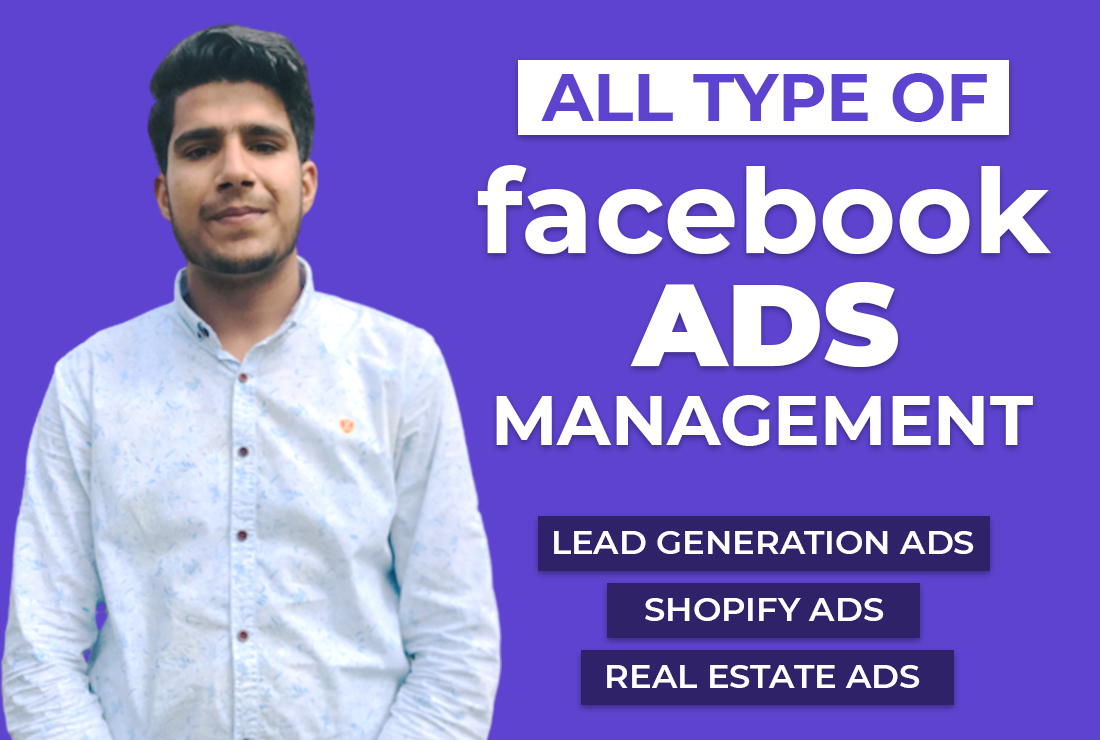 ALL TYPE OF
facebook
ADS
MANAGEMENT
LEAD GENERATION ADS
SHOPIFY ADS
REAL ESTATE ADS